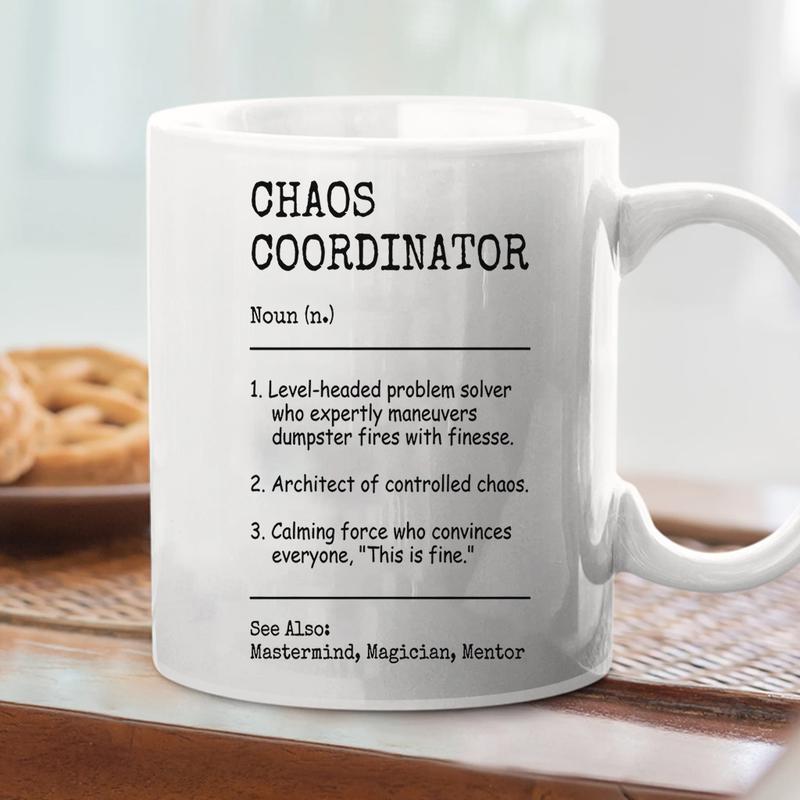 CHAOS
COORDINATOR
Noun (n.)
1. Level-headed problem solver
who expertly maneuvers
dumpster fires with finesse.
2. Architect of controlled chaos.
3. Calming force who convinces
everyone, "This is fine."
See Also:
Mastermind, Magician, Mentor